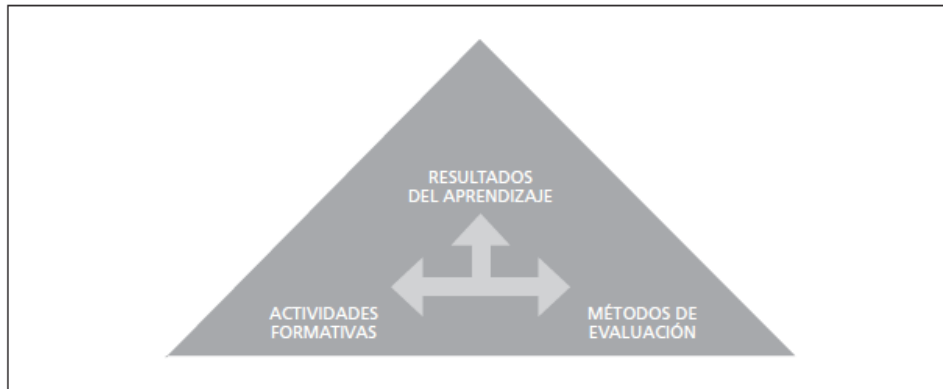 RESULTADOS
DEL APRENDIZAJE
ACTIVIDADES
FORMATIVAS
MÉTODOS DE
EVALUACIÓN